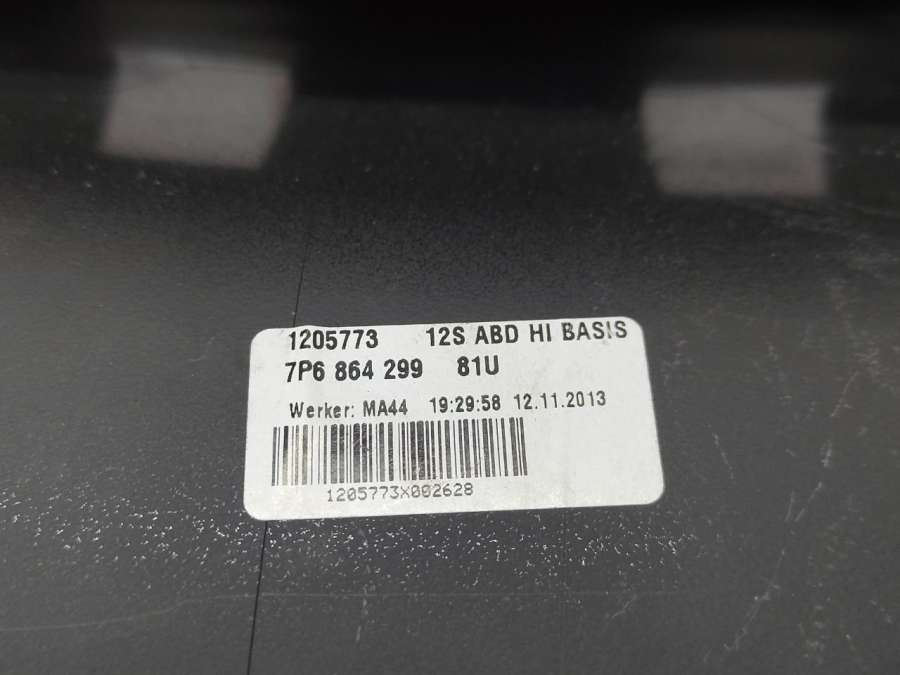 1205773 12S ABD HI BASIS
7P6 864 299 81U
Werker: MA44 19:29:58 12.11.2013
1205773X002628